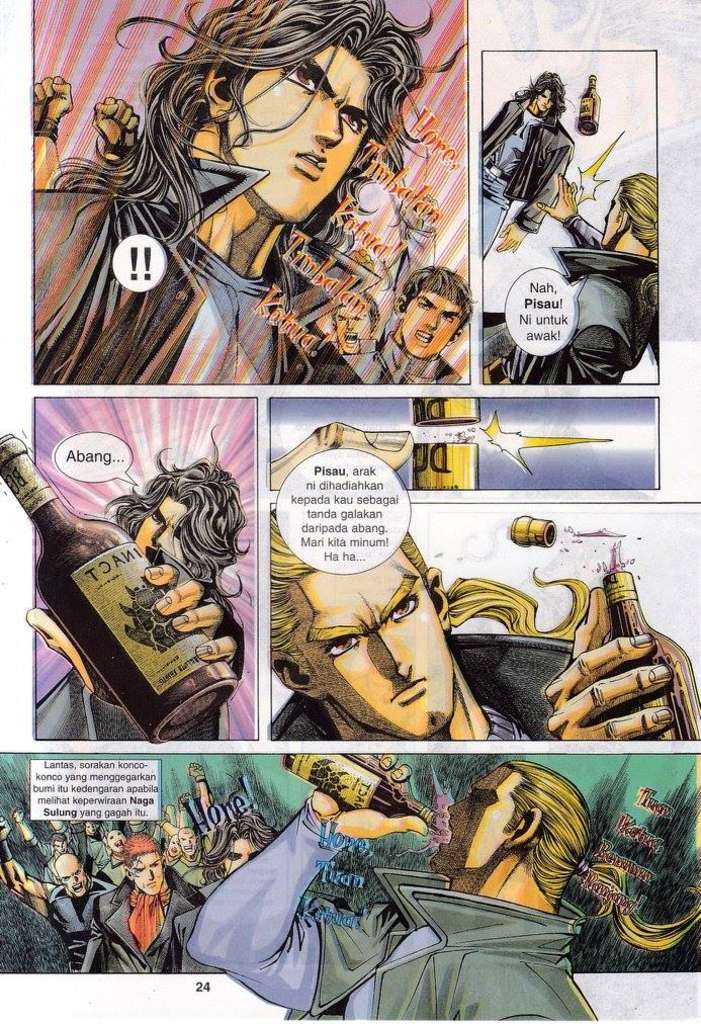 Hore,
Timbalan
Ketua!
Timbalan
Ketua!
!!
Nah,
Pisau!
Ni untuk
awak!
Abang...
Pisau, arak
ni dihadiahkan
kepada kau sebagai
tanda galakan
daripada abang.
Mari kita minum!
Ha ha...
Lantas, sorakan konco-
konco yang menggegarkan
bumi itu kedengaran apabila
melihat keperwiraan Naga
Sulung yang gagah itu.
Hore!
Hore,
Tuan
Ketua!
Tuan
Ketua,
24